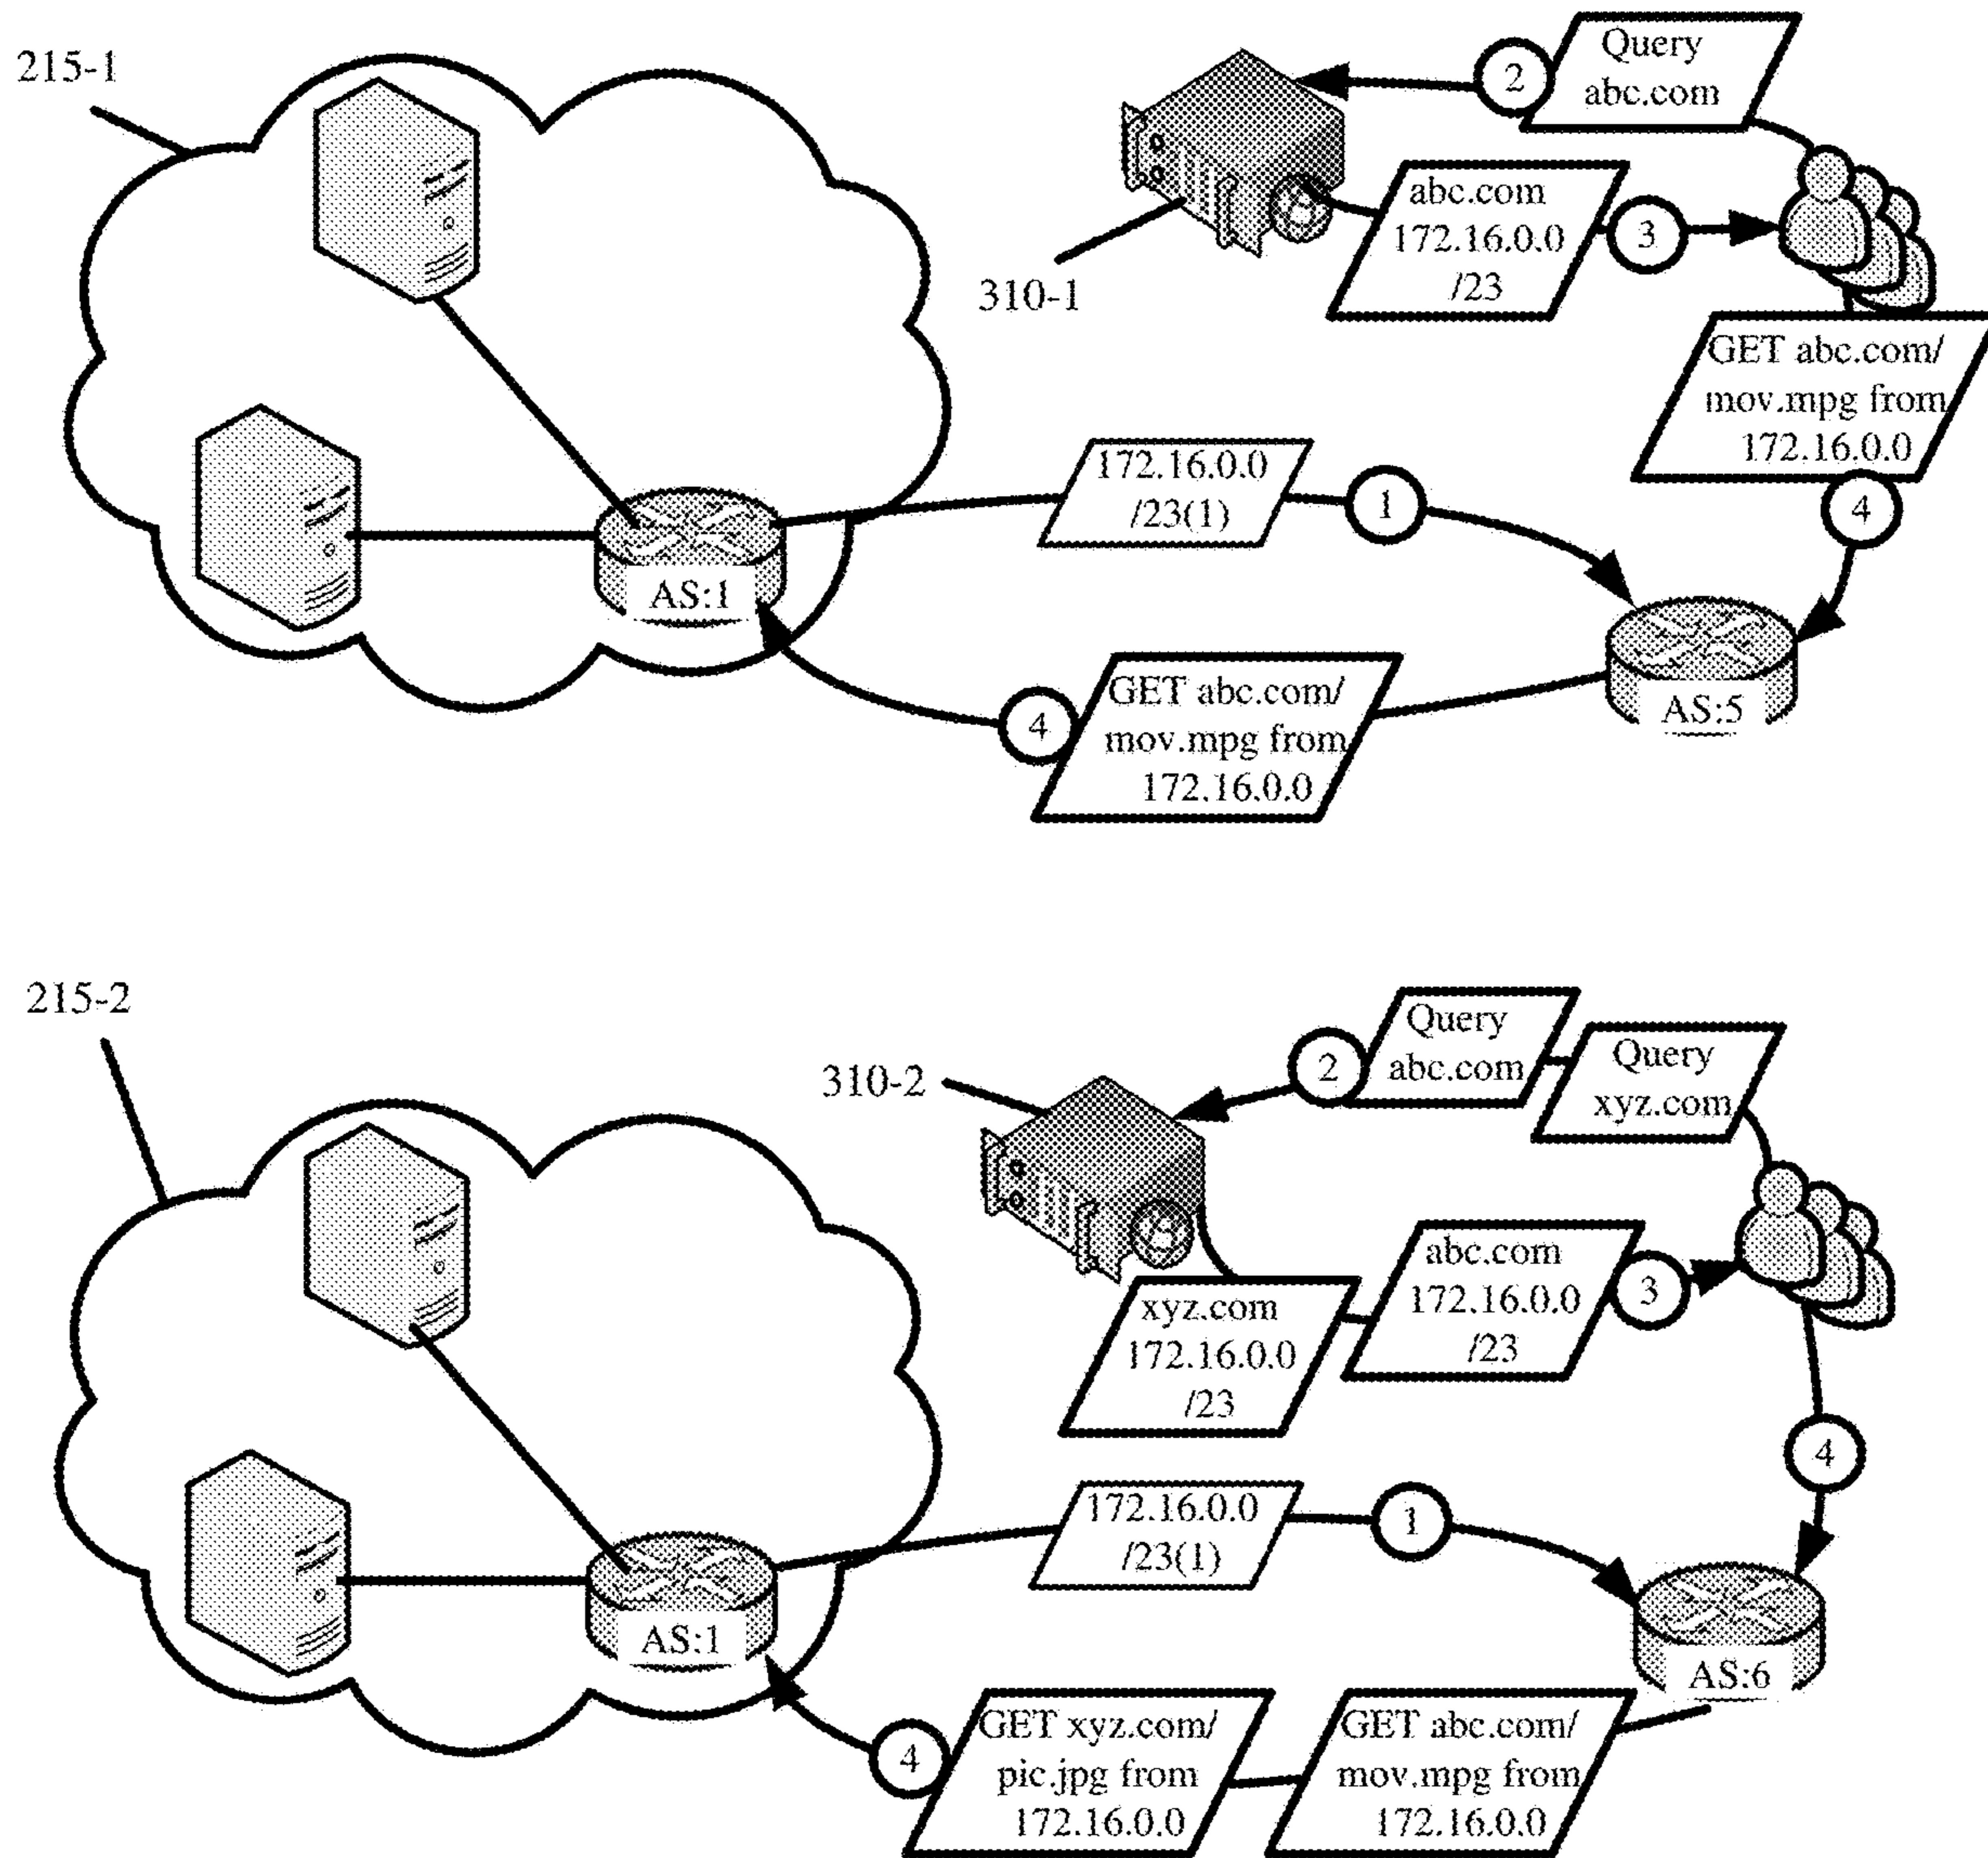 215-1
Query
abc.com
2
abc.com
172.16.0.0
/23
3
310-1
GET abc.com/
mov.mpg from
172.16.0.0
4
172.16.0.0
/23(1)
1
AS:1
AS:5
4
GET abc.com/
mov.mpg from
172.16.0.0
215-2
2
Query
abc.com
Query
xyz.com
310-2
xyz.com
172.16.0.0
/23
abc.com
172.16.0.0
/23
3
4
172.16.0.0
/23(1)
1
AS:1
AS:6
4
GET xyz.com/
pic.jpg from
172.16.0.0
GET abc.com/
mov.mpg from
172.16.0.0